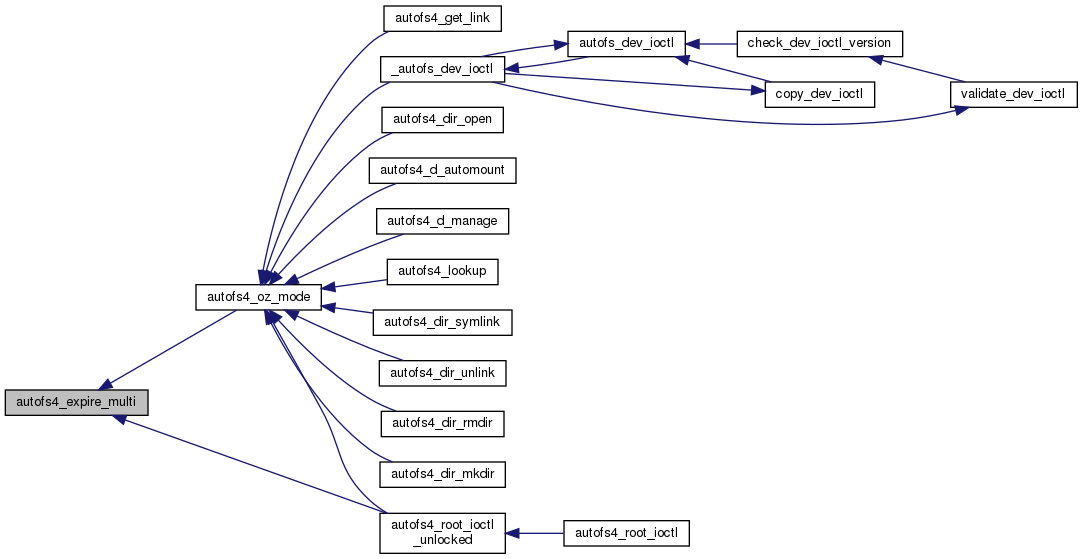 autofs4_get_link
autofs_dev_ioctl
check_dev_ioctl_version
_autofs_dev_ioctl
copy_dev_ioctl
validate_dev_ioctl
autofs4_dir_open
autofs4_d_automount
autofs4_d_manage
autofs4_lookup
autofs4_oz_mode
autofs4_dir_symlink
autofs4_dir_unlink
autofs4_expire_multi
autofs4_dir_rmdir
autofs4_dir_mkdir
autofs4_root_ioctl
_unlocked
autofs4_root_ioctl